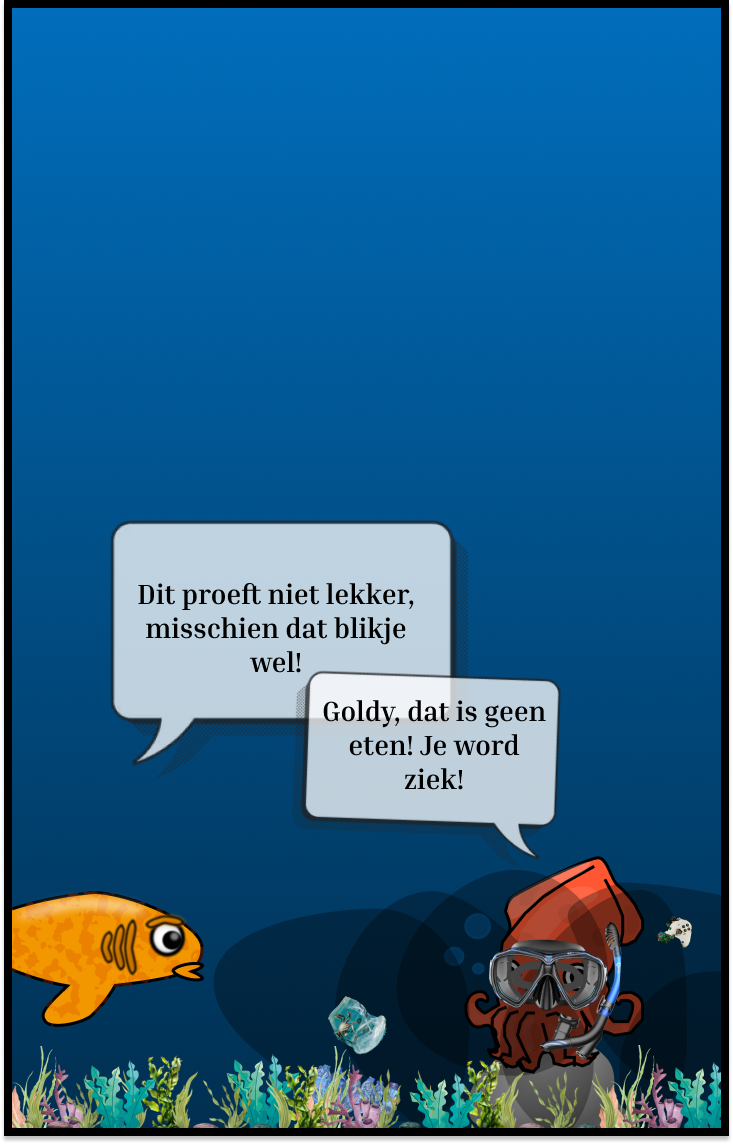 Dit proeft niet lekker,
misschien dat blikje
wel!
Goldy, dat is geen
eten! Je word
ziek!